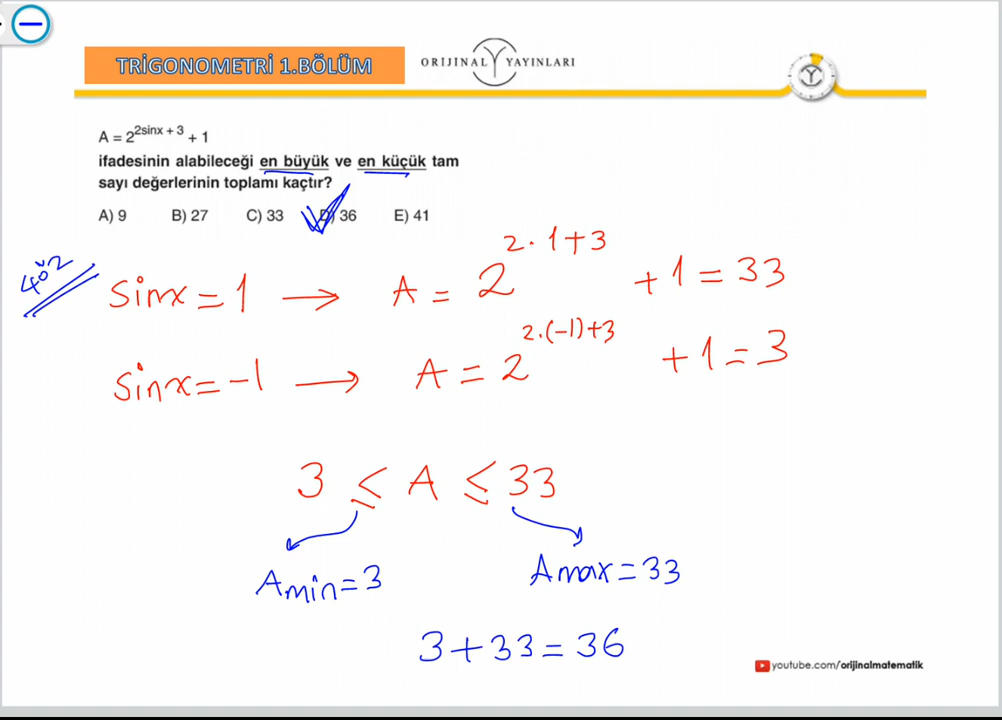 TRİGONOMETRİ 1.BÖLÜM
ORİJİNAL Y YAYINLARI
A = 2^(2sinx + 3) + 1
ifadesinin alabileceği en büyük ve en küçük tam
sayı değerlerinin toplamı kaçtır?
A) 9 B) 27 C) 33 D) 36 E) 41
sinx = 1 → A = 2^(2·1+3) + 1 = 33
sinx = -1 → A = 2^(2·(-1)+3) + 1 = 3
3 ≤ A ≤ 33
Amin = 3 Amax = 33
3 + 33 = 36
youtube.com/orijinalmatematik